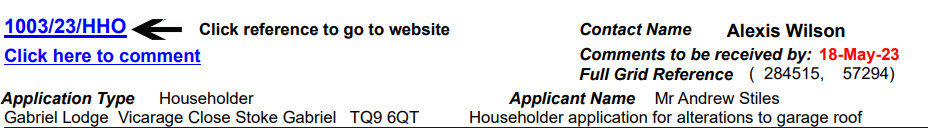 1003/23/HHO Click reference to go to website Contact Name Alexis Wilson
Click here to comment Comments to be received by: 18-May-23
Full Grid Reference ( 284515, 57294)
Application Type Householder Applicant Name Mr Andrew Stiles
Gabriel Lodge Vicarage Close Stoke Gabriel TQ9 6QT Householder application for alterations to garage roof